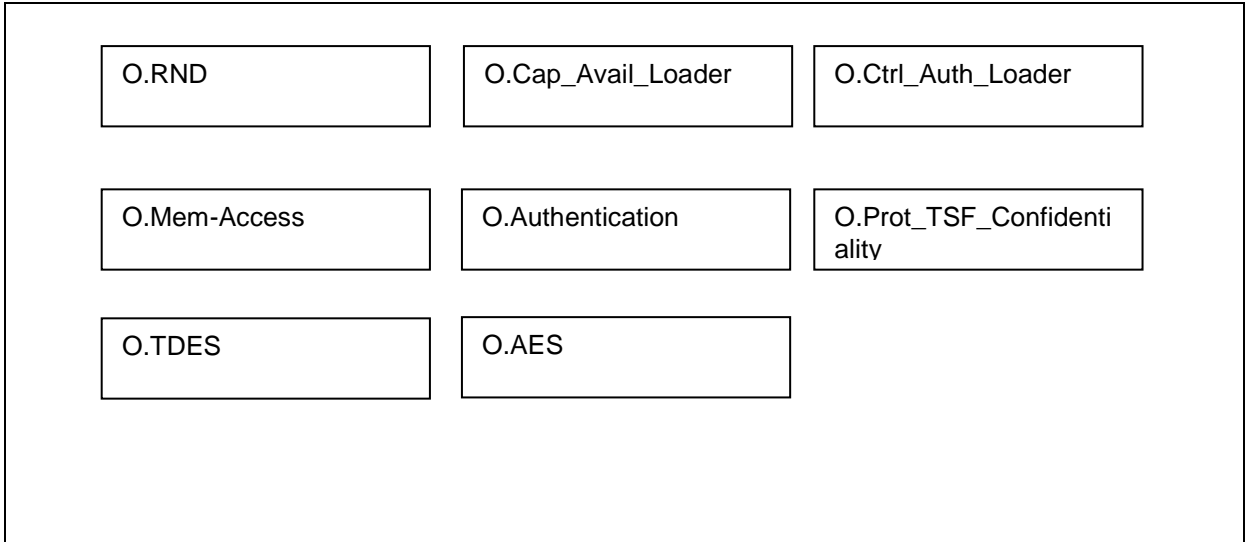 O.RND
O.Cap_Avail_Loader
O.Ctrl_Auth_Loader
O.Mem-Access
O.Authentication
O.Prot_TSF_Confidenti
ality
O.TDES
O.AES